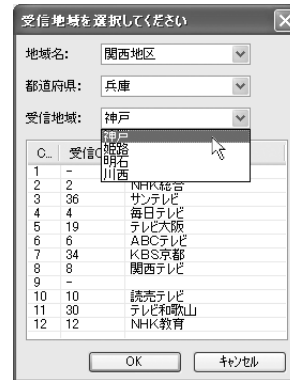 受信地域を選択してください
地域名: 関西地区
都道府県: 兵庫
受信地域: 神戸
神戸
姫路
明石
川西
C... 受信C
1 -
2 2 NHK総合
3 36 サンテレビ
4 4 毎日テレビ
5 19 テレビ大阪
6 6 ABCテレビ
7 34 KBS京都
8 8 関西テレビ
9 -
10 10 読売テレビ
11 30 テレビ和歌山
12 12 NHK教育
OK キャンセル